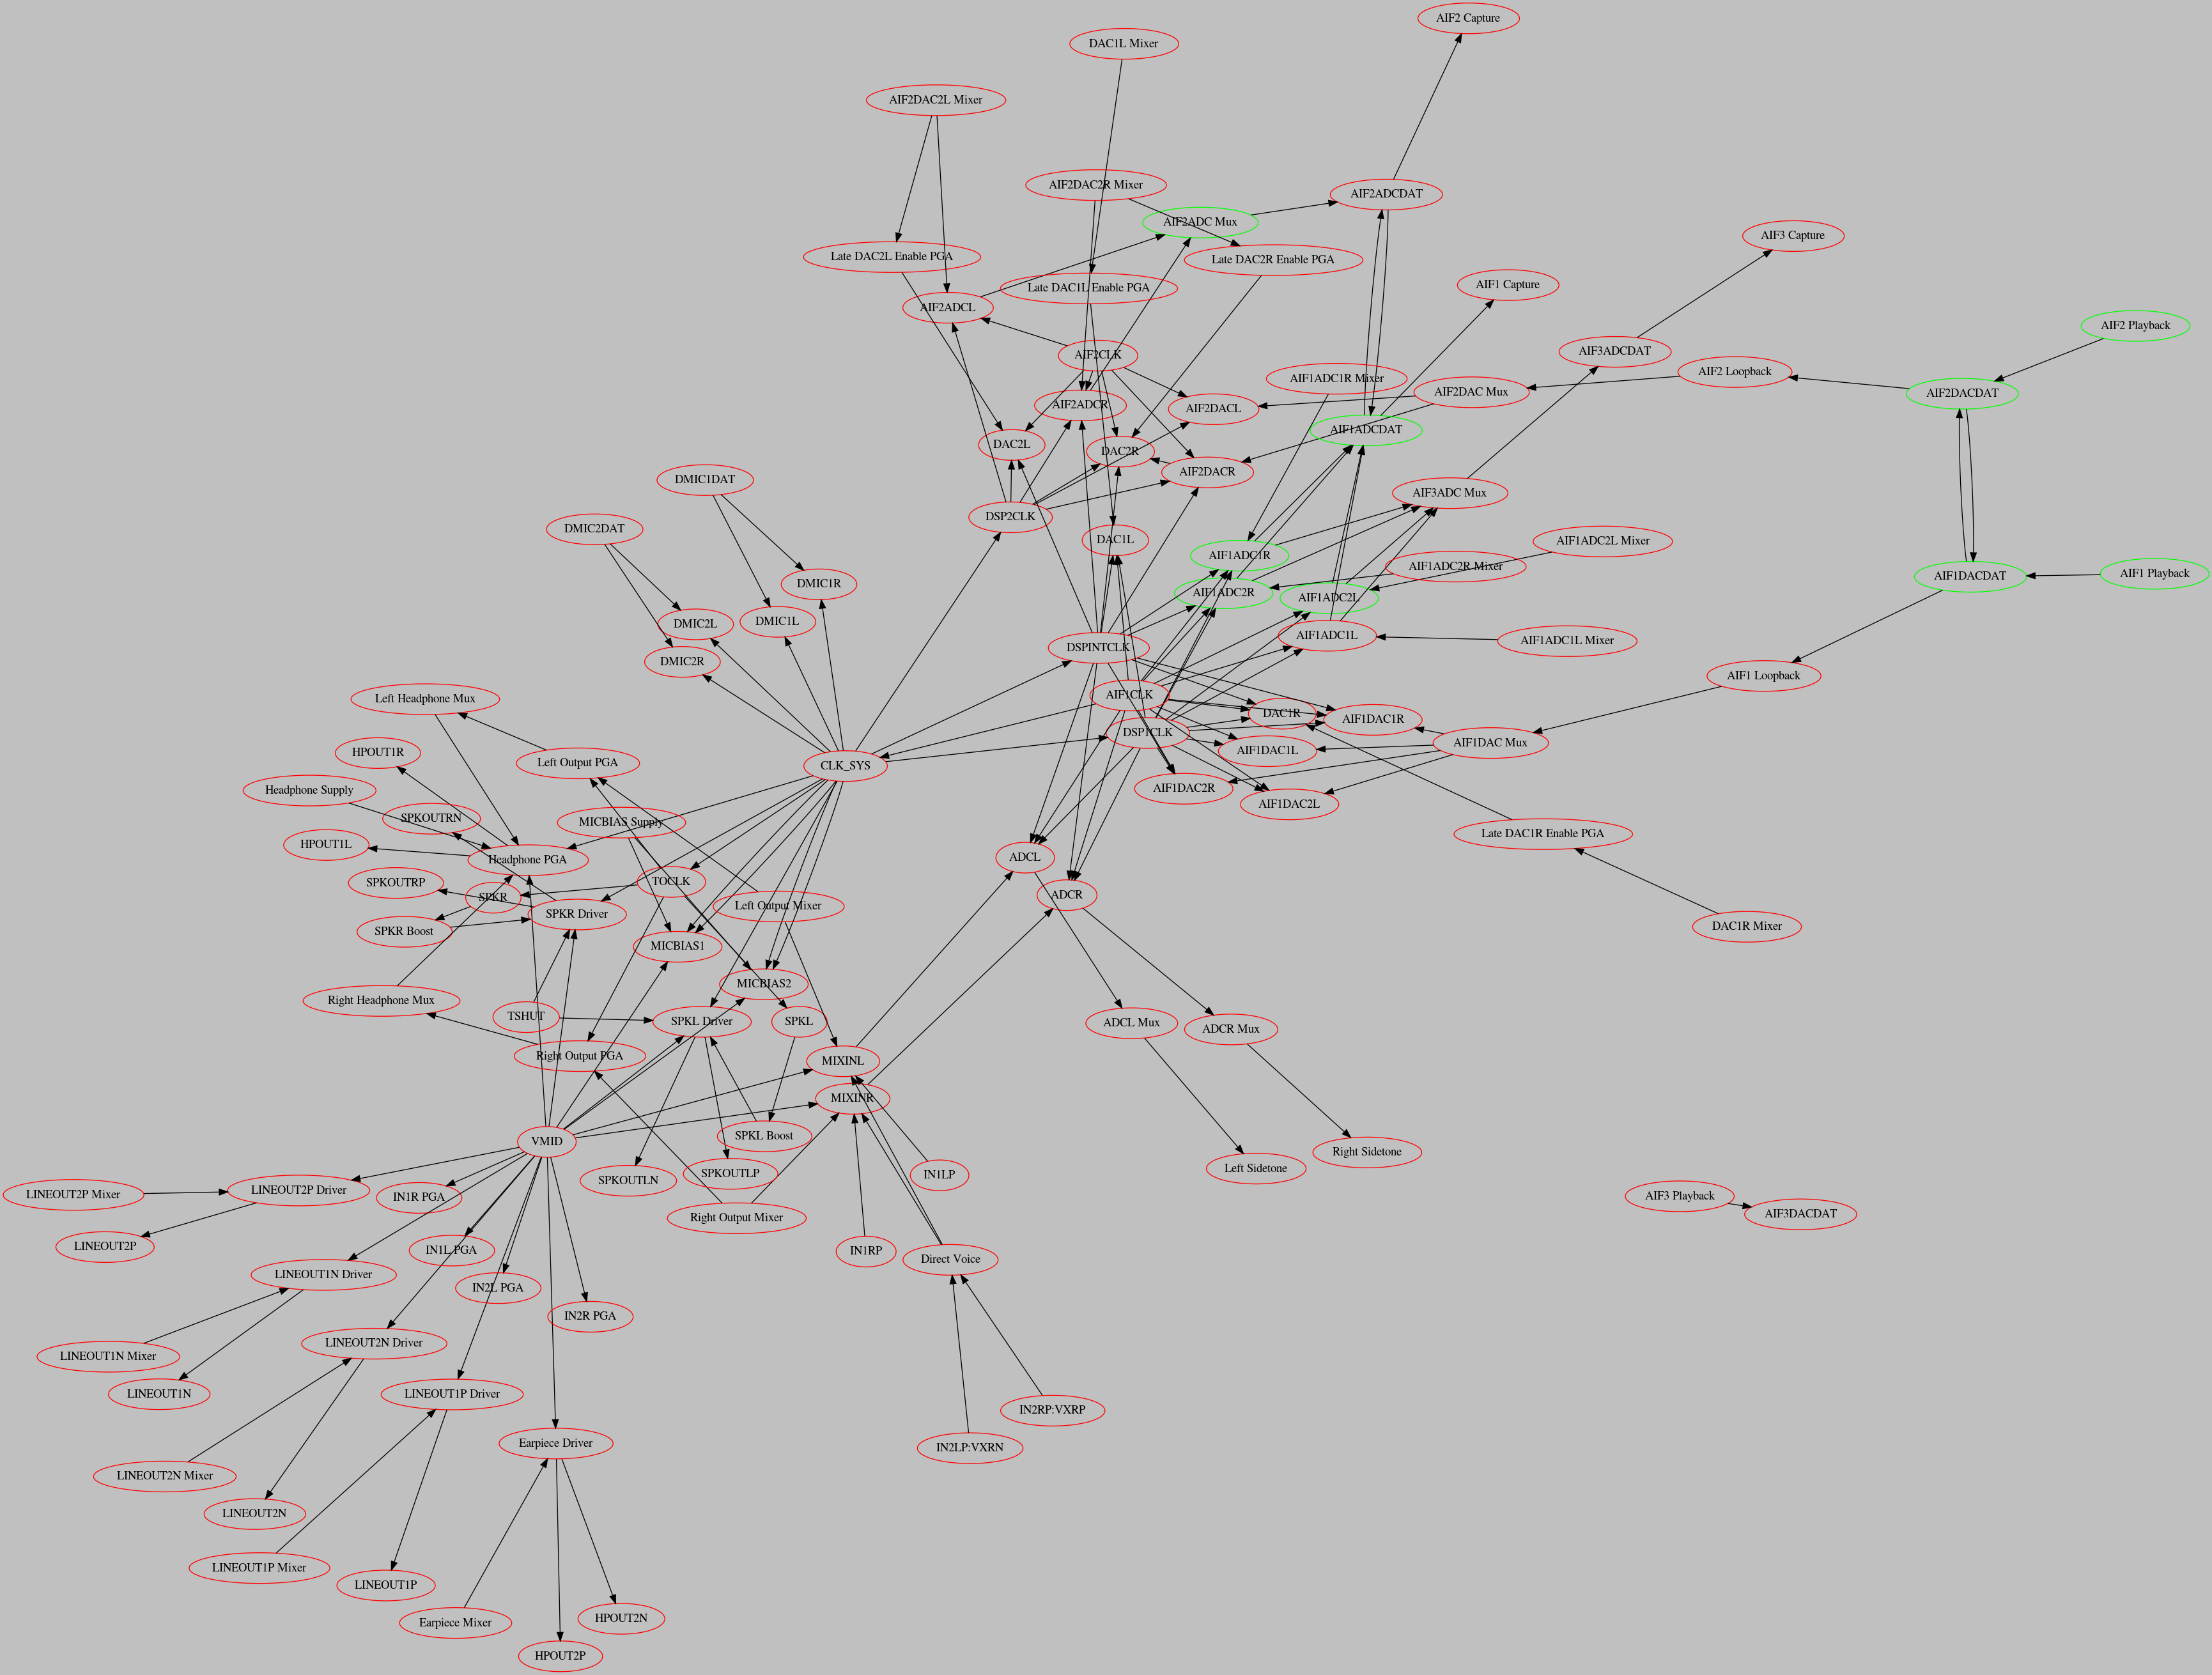 AIF2 Capture
DAC1L Mixer
AIF2DAC2L Mixer
AIF2DAC2R Mixer
AIF2ADCDAT
AIF2ADC Mux
AIF3 Capture
Late DAC2L Enable PGA
Late DAC2R Enable PGA
AIF1 Capture
Late DAC1L Enable PGA
AIF2ADCL
AIF2 Playback
AIF3ADCDAT
AIF2CLK
AIF2 Loopback
AIF1ADC1R Mixer
AIF2DAC Mux
AIF2DACDAT
AIF2ADCR
AIF2DACL
AIF1ADCDAT
DAC2L
DAC2R
AIF2DACR
DMIC1DAT
AIF3ADC Mux
DSP2CLK
DMIC2DAT
DAC1L
AIF1ADC2L Mixer
AIF1ADC1R
AIF1ADC2R Mixer
AIF1 Playback
AIF1DACDAT
DMIC1R
AIF1ADC2R
AIF1ADC2L
DMIC1L
DMIC2L
AIF1ADC1L
AIF1ADC1L Mixer
DSPINTCLK
DMIC2R
AIF1 Loopback
AIF1CLK
Left Headphone Mux
DAC1R
AIF1DAC1R
DSP1CLK
AIF1DAC Mux
AIF1DAC1L
HPOUT1R
Left Output PGA
CLK_SYS
AIF1DAC2R
Headphone Supply
AIF1DAC2L
SPKOUTRN
MICBIAS Supply
Late DAC1R Enable PGA
HPOUT1L
ADCL
Headphone PGA
TOCLK
SPKOUTRP
ADCR
SPKR
Left Output Mixer
SPKR Driver
DAC1R Mixer
SPKR Boost
MICBIAS1
MICBIAS2
Right Headphone Mux
TSHUT
SPKL Driver
SPKL
ADCL Mux
ADCR Mux
Right Output PGA
MIXINL
MIXINR
SPKL Boost
VMID
Right Sidetone
Left Sidetone
SPKOUTLP
IN1LP
SPKOUTLN
LINEOUT2P Driver
LINEOUT2P Mixer
IN1R PGA
AIF3 Playback
AIF3DACDAT
Right Output Mixer
LINEOUT2P
IN1L PGA
IN1RP
Direct Voice
LINEOUT1N Driver
IN2L PGA
IN2R PGA
LINEOUT2N Driver
LINEOUT1N Mixer
LINEOUT1N
LINEOUT1P Driver
IN2RP:VXRP
Earpiece Driver
IN2LP:VXRN
LINEOUT2N Mixer
LINEOUT2N
LINEOUT1P Mixer
LINEOUT1P
HPOUT2N
Earpiece Mixer
HPOUT2P